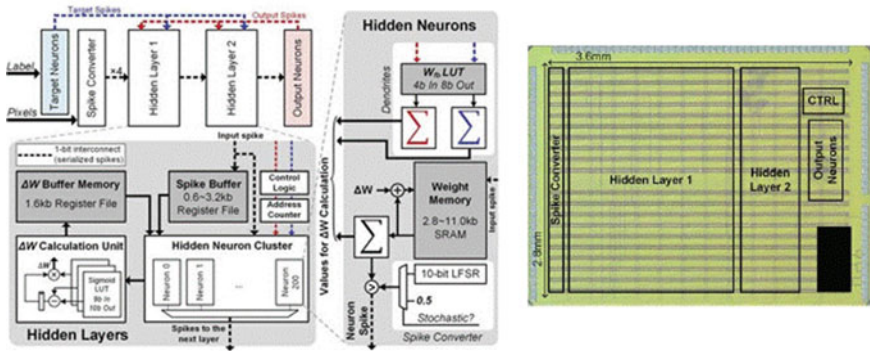 Target Spikes
Output Spikes
Label
Pixels
Target Neurons
Spike Converter
×4
Hidden Layer 1
Hidden Layer 2
Output Neurons
Input spike
1-bit interconnect
(serialized spikes)
ΔW Buffer Memory
1.6kb Register File
Spike Buffer
0.6~3.2kb
Register File
Control
Logic
Address
Counter
ΔW Calculation Unit
ΔW
Sigmoid
LUT
9b In
10b Out
Hidden Neuron Cluster
Neuron 0
Neuron 1
...
Neuron 200
Spikes to the
next layer
Hidden Layers
Hidden Neurons
Dendrites
LUT
4b In 8b Out
Σ
Σ
Values for ΔW Calculation
ΔW
Weight
Memory
2.8~11.0kb
SRAM
Input spike
Σ
10-bit LFSR
>
0.5
Stochastic?
Neuron
Spike
Spike Converter
3.6mm
2.8mm
Spike Converter
Hidden Layer 1
Hidden
Layer 2
CTRL
Output
Neurons